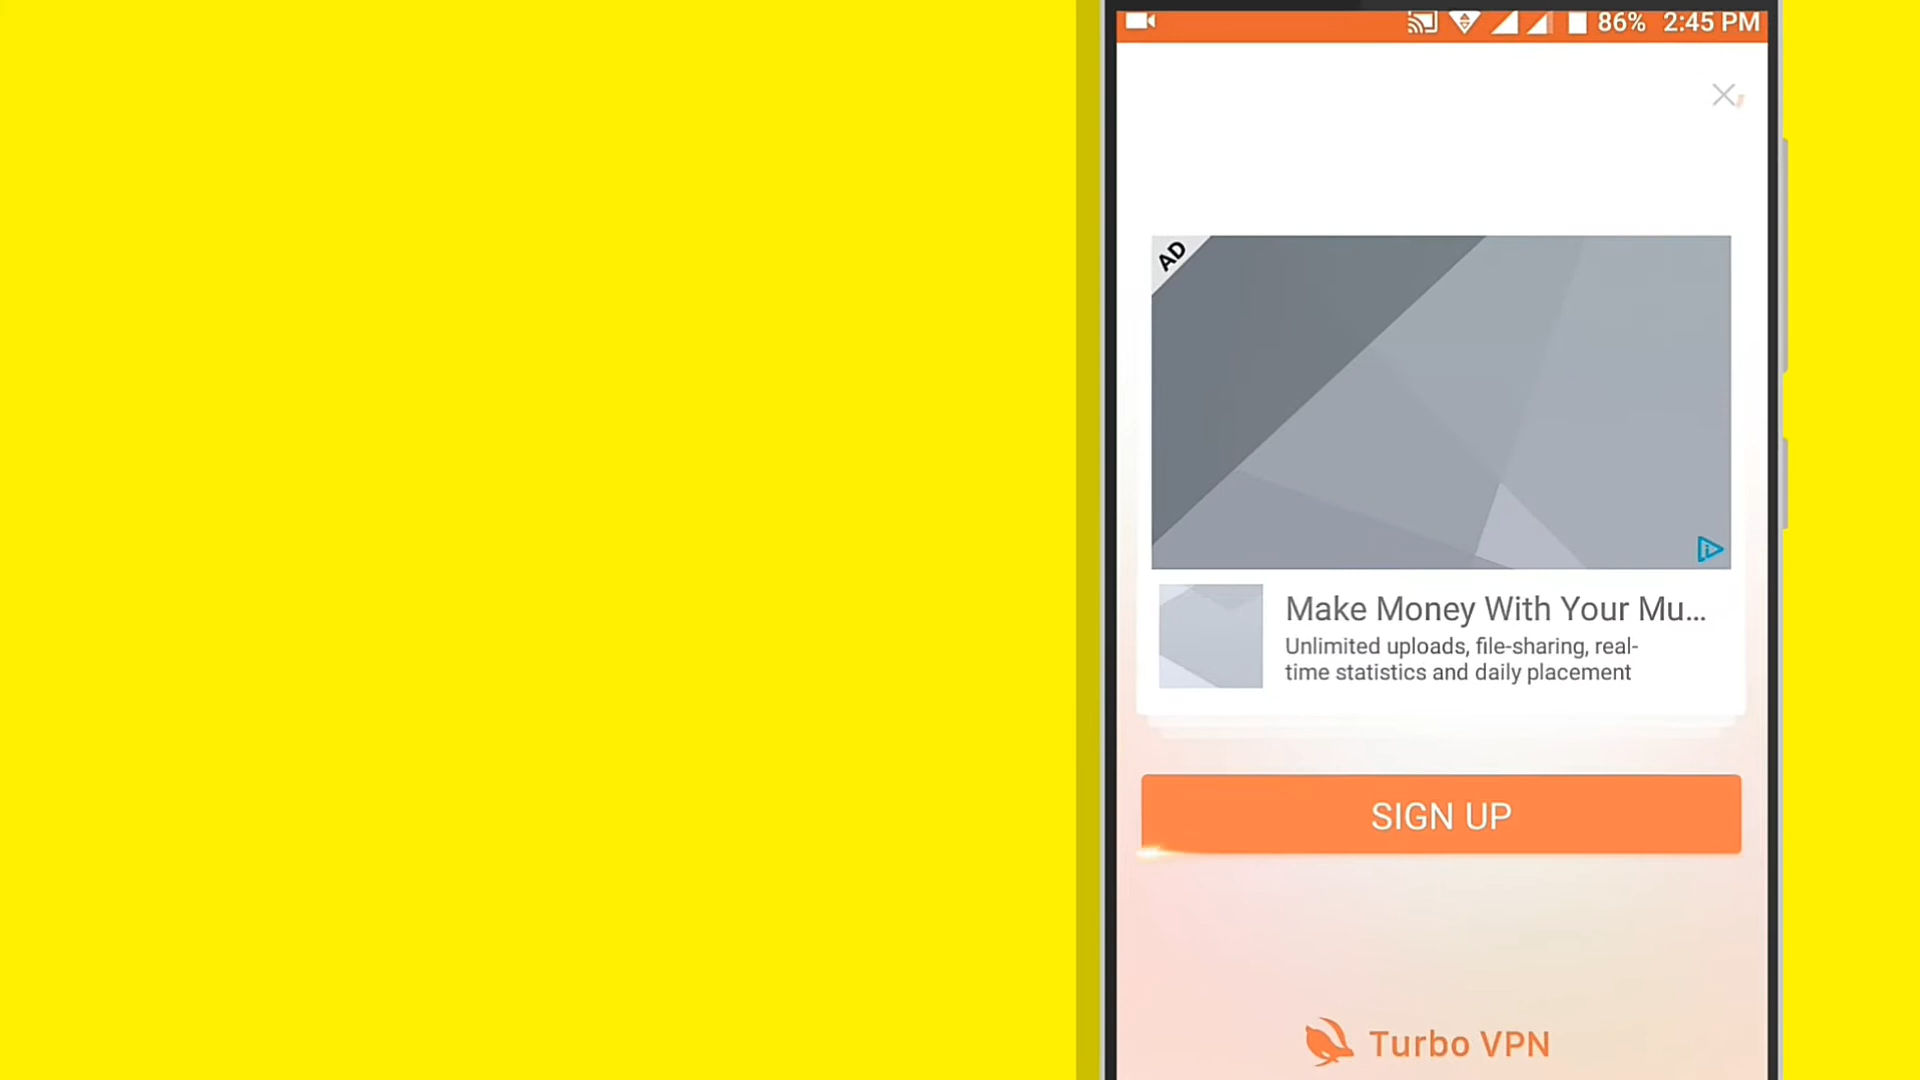 86% 2:45 PM
AD
Make Money With Your Mu...
Unlimited uploads, file-sharing, real-
time statistics and daily placement
SIGN UP
Turbo VPN